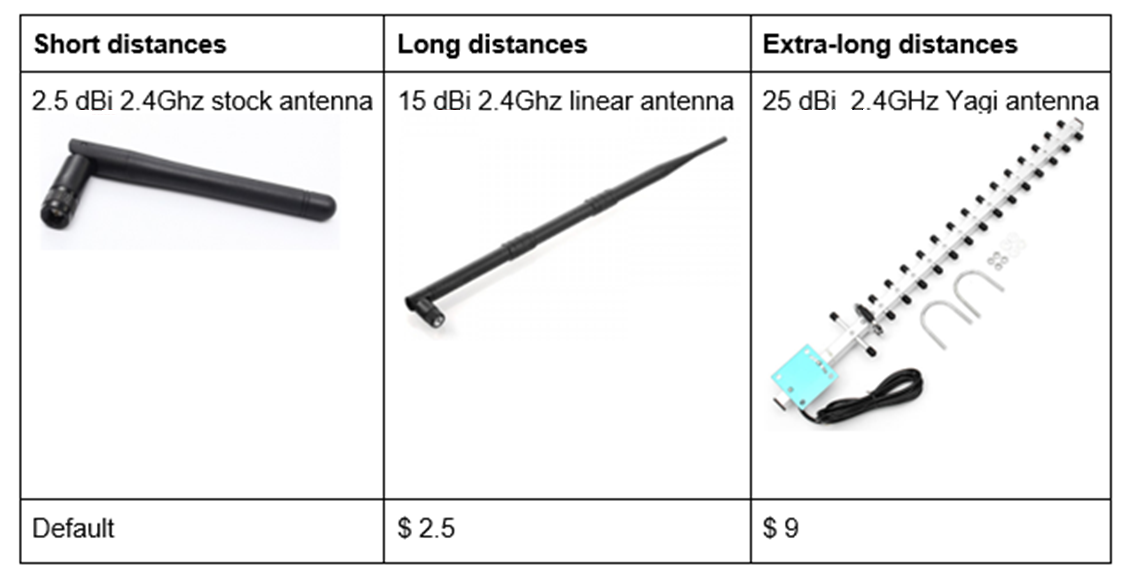 Short distances
Long distances
Extra-long distances
2.5 dBi 2.4Ghz stock antenna
15 dBi 2.4Ghz linear antenna
25 dBi  2.4GHz Yagi antenna
Default
$ 2.5
$ 9